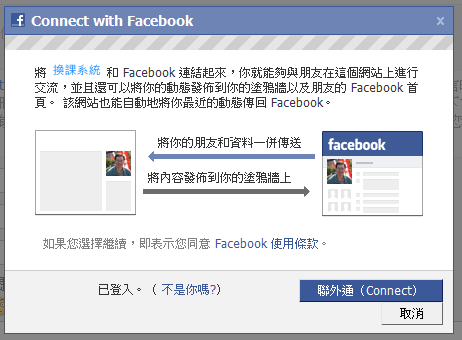 Connect with Facebook x
將 換課系統 和 Facebook 連結起來，你就能夠與朋友在這個網站上進行
交流，並且還可以將你的動態發佈到你的塗鴉牆以及朋友的 Facebook 首
頁。 該網站也能自動地將你最近的動態傳回 Facebook。
將你的朋友和資料一併傳送
facebook
將內容發佈到你的塗鴉牆上
如果您選擇繼續，即表示您同意 Facebook 使用條款。
已登入。（ 不是你嗎?）
聯外通（Connect）
取消